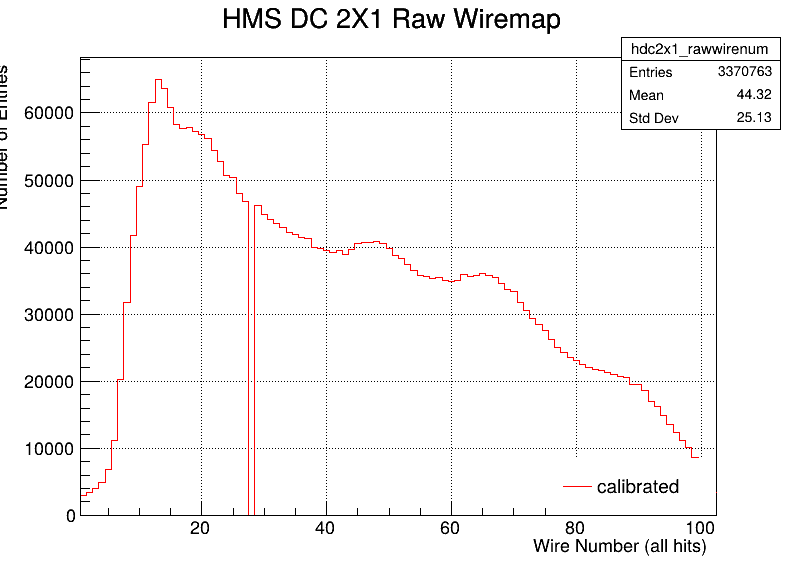 HMS DC 2X1 Raw Wiremap
hdc2x1_rawwirenum
Entries 3370763
Mean 44.32
Std Dev 25.13
Number of Entries
60000
50000
40000
30000
20000
10000
0
20 40 60 80 100
calibrated
Wire Number (all hits)